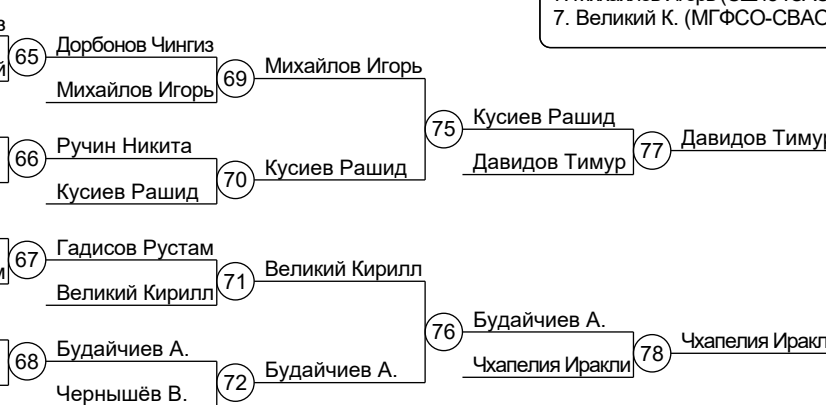 7. Великий К. (МГФСО-СВАО
65
Дорбонов Чингиз
Михайлов Игорь
69
Михайлов Игорь
75
Кусиев Рашид
Давидов Тимур
77
Давидов Тимур
66
Ручин Никита
Кусиев Рашид
70
Кусиев Рашид
67
Гадисов Рустам
Великий Кирилл
71
Великий Кирилл
76
Будайчиев А.
Чхапелия Иракли
78
Чхапелия Иракл
68
Будайчиев А.
Чернышёв В.
72
Будайчиев А.